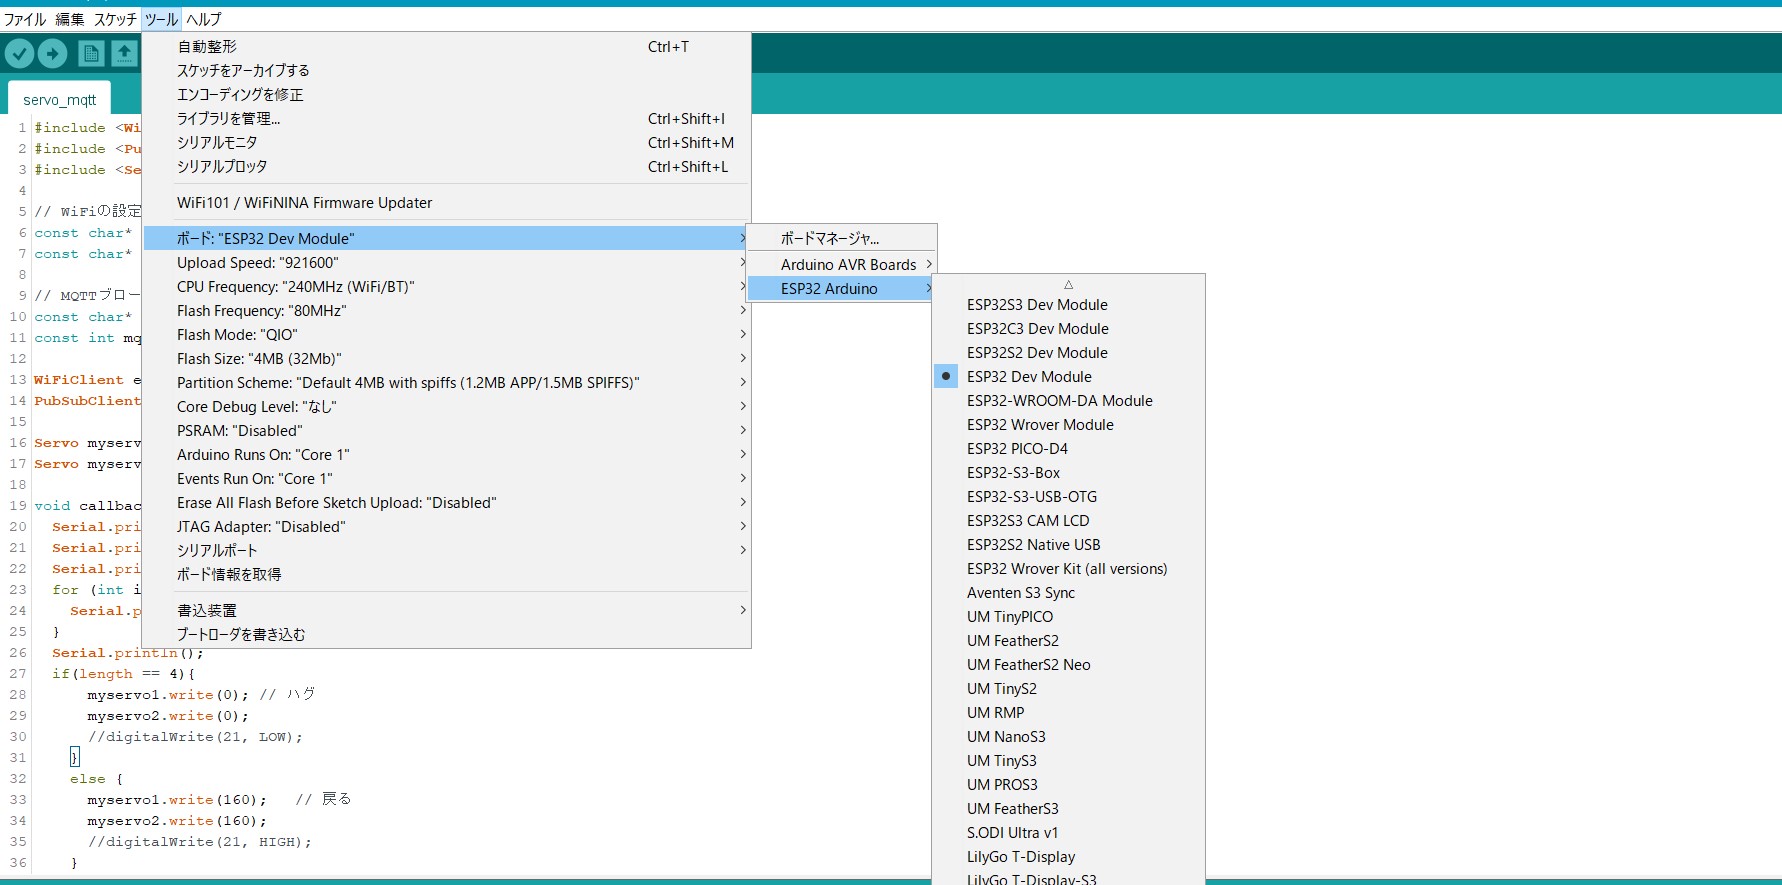 ファイル 編集 スケッチ ツール ヘルプ
servo_mqtt
自動整形 Ctrl+T
スケッチをアーカイブする
エンコーディングを修正
ライブラリを管理... Ctrl+Shift+I
シリアルモニタ Ctrl+Shift+M
シリアルプロッタ Ctrl+Shift+L
WiFi101 / WiFiNINA Firmware Updater
ボード: "ESP32 Dev Module"
Upload Speed: "921600"
CPU Frequency: "240MHz (WiFi/BT)"
Flash Frequency: "80MHz"
Flash Mode: "QIO"
Flash Size: "4MB (32Mb)"
Partition Scheme: "Default 4MB with spiffs (1.2MB APP/1.5MB SPIFFS)"
Core Debug Level: "なし"
PSRAM: "Disabled"
Arduino Runs On: "Core 1"
Events Run On: "Core 1"
Erase All Flash Before Sketch Upload: "Disabled"
JTAG Adapter: "Disabled"
シリアルポート
ボード情報を取得
書込装置
ブートローダを書き込む
ボードマネージャ...
Arduino AVR Boards
ESP32 Arduino
ESP32S3 Dev Module
ESP32C3 Dev Module
ESP32S2 Dev Module
ESP32 Dev Module
ESP32-WROOM-DA Module
ESP32 Wrover Module
ESP32 PICO-D4
ESP32-S3-Box
ESP32-S3-USB-OTG
ESP32S3 CAM LCD
ESP32S2 Native USB
ESP32 Wrover Kit (all versions)
Aventen S3 Sync
UM TinyPICO
UM FeatherS2
UM FeatherS2 Neo
UM TinyS2
UM RMP
UM NanoS3
UM TinyS3
UM PROS3
UM FeatherS3
S.ODI Ultra v1
LilyGo T-Display
LilyGo T-Display-S3
1 #include <Wi
2 #include <Pu
3 #include <Se
4
5 // WiFiの設定
6 const char*
7 const char*
8
9 // MQTTブロー
10 const char*
11 const int mq
12
13 WiFiClient e
14 PubSubClient
15
16 Servo myserv
17 Servo myserv
18
19 void callbac
20 Serial.pri
21 Serial.pri
22 Serial.pri
23 for (int i
24 Serial.p
25 }
26 Serial.println();
27 if(length == 4){
28 myservo1.write(0); // ハグ
29 myservo2.write(0);
30 //digitalWrite(21, LOW);
31 }
32 else {
33 myservo1.write(160); // 戻る
34 myservo2.write(160);
35 //digitalWrite(21, HIGH);
36 }